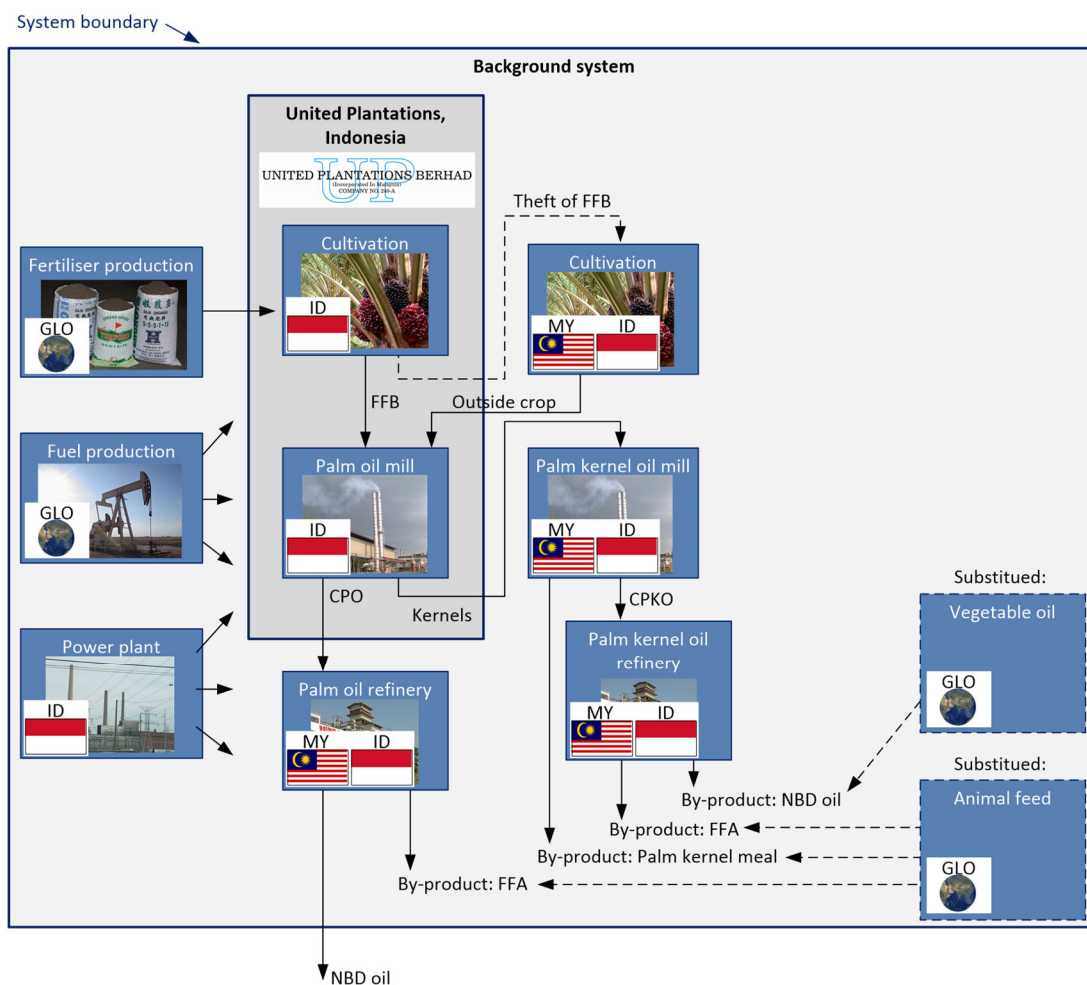 System boundary
Background system
United Plantations,
Indonesia
UP
UNITED PLANTATIONS BERHAD
(Incorporated In Malaysia)
COMPANY NO. 240-A
Theft of FFB
Cultivation
ID
Cultivation
MY ID
Fertiliser production
GLO
FFB
Outside crop
Fuel production
GLO
Palm oil mill
ID
Palm kernel oil mill
MY ID
CPO
Kernels
CPKO
Power plant
ID
Palm oil refinery
MY ID
Palm kernel oil
refinery
MY ID
Substitued:
Vegetable oil
GLO
Substitued:
Animal feed
GLO
By-product: NBD oil
By-product: FFA
By-product: Palm kernel meal
By-product: FFA
NBD oil